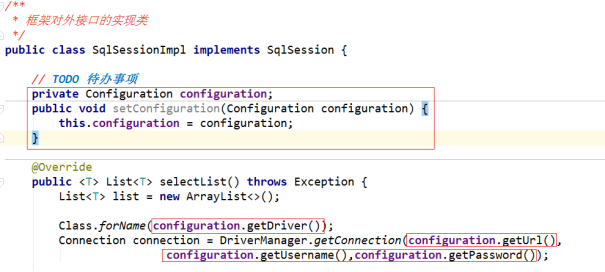 /**
 * 框架对外接口的实现类
 */
public class SqlSessionImpl implements SqlSession {
// TODO 待办事项
private Configuration configuration;
public void setConfiguration(Configuration configuration) {
this.configuration = configuration;
}
@Override
public <T> List<T> selectList() throws Exception {
List<T> list = new ArrayList<>();
Class.forName(configuration.getDriver());
Connection connection = DriverManager.getConnection(configuration.getUrl(),
configuration.getUsername(),configuration.getPassword());